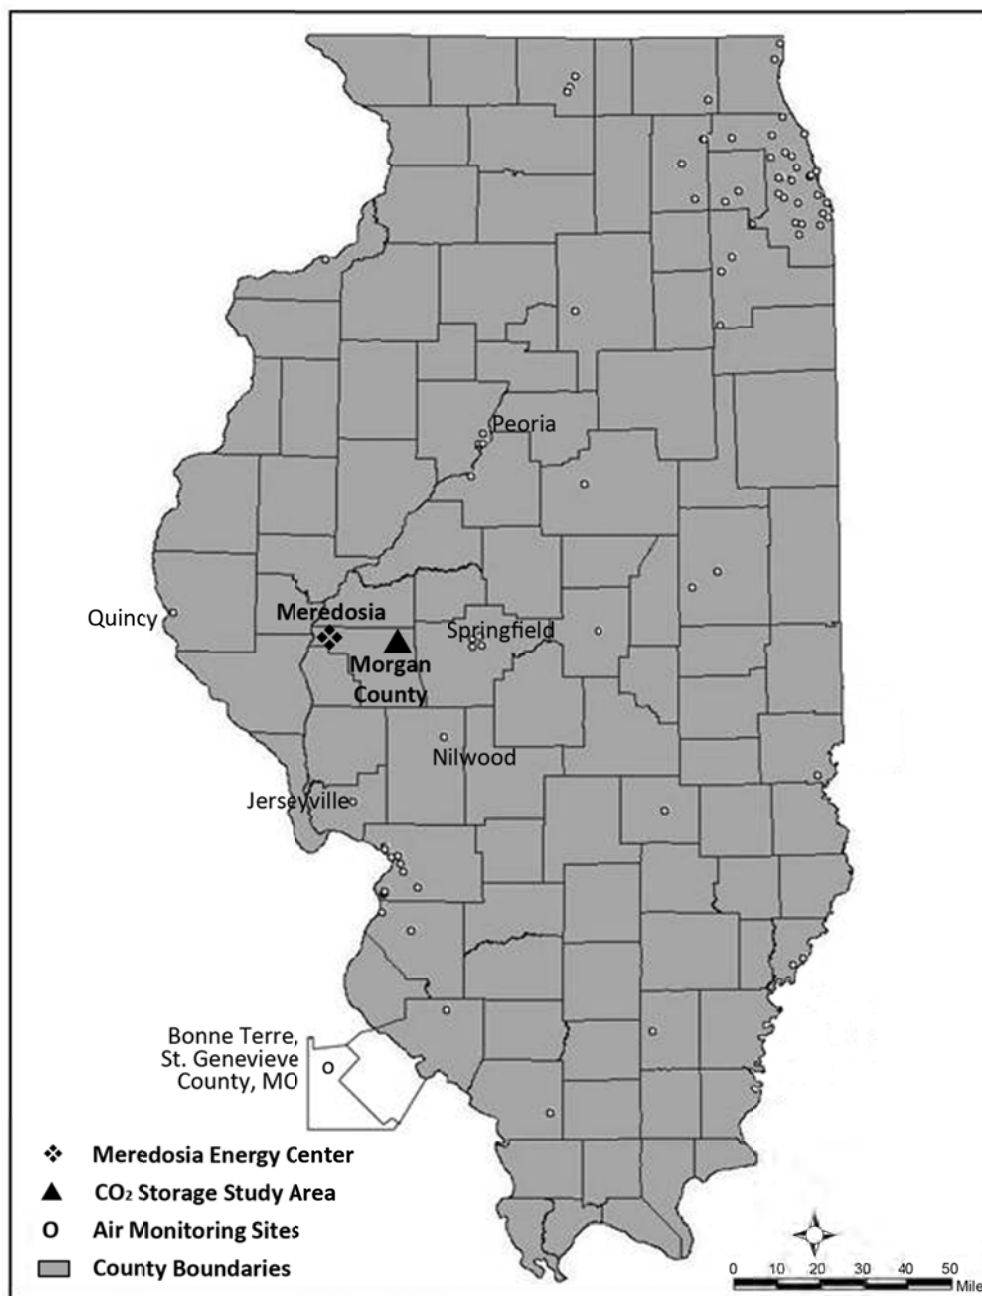 Peoria
Quincy
Meredosia
Springfield
Morgan
County
Nilwood
Jerseyville
Bonne Terre,
St. Genevieve
County, MO
Meredosia Energy Center
CO₂ Storage Study Area
Air Monitoring Sites
County Boundaries
0 10 20 30 40 50
Mile